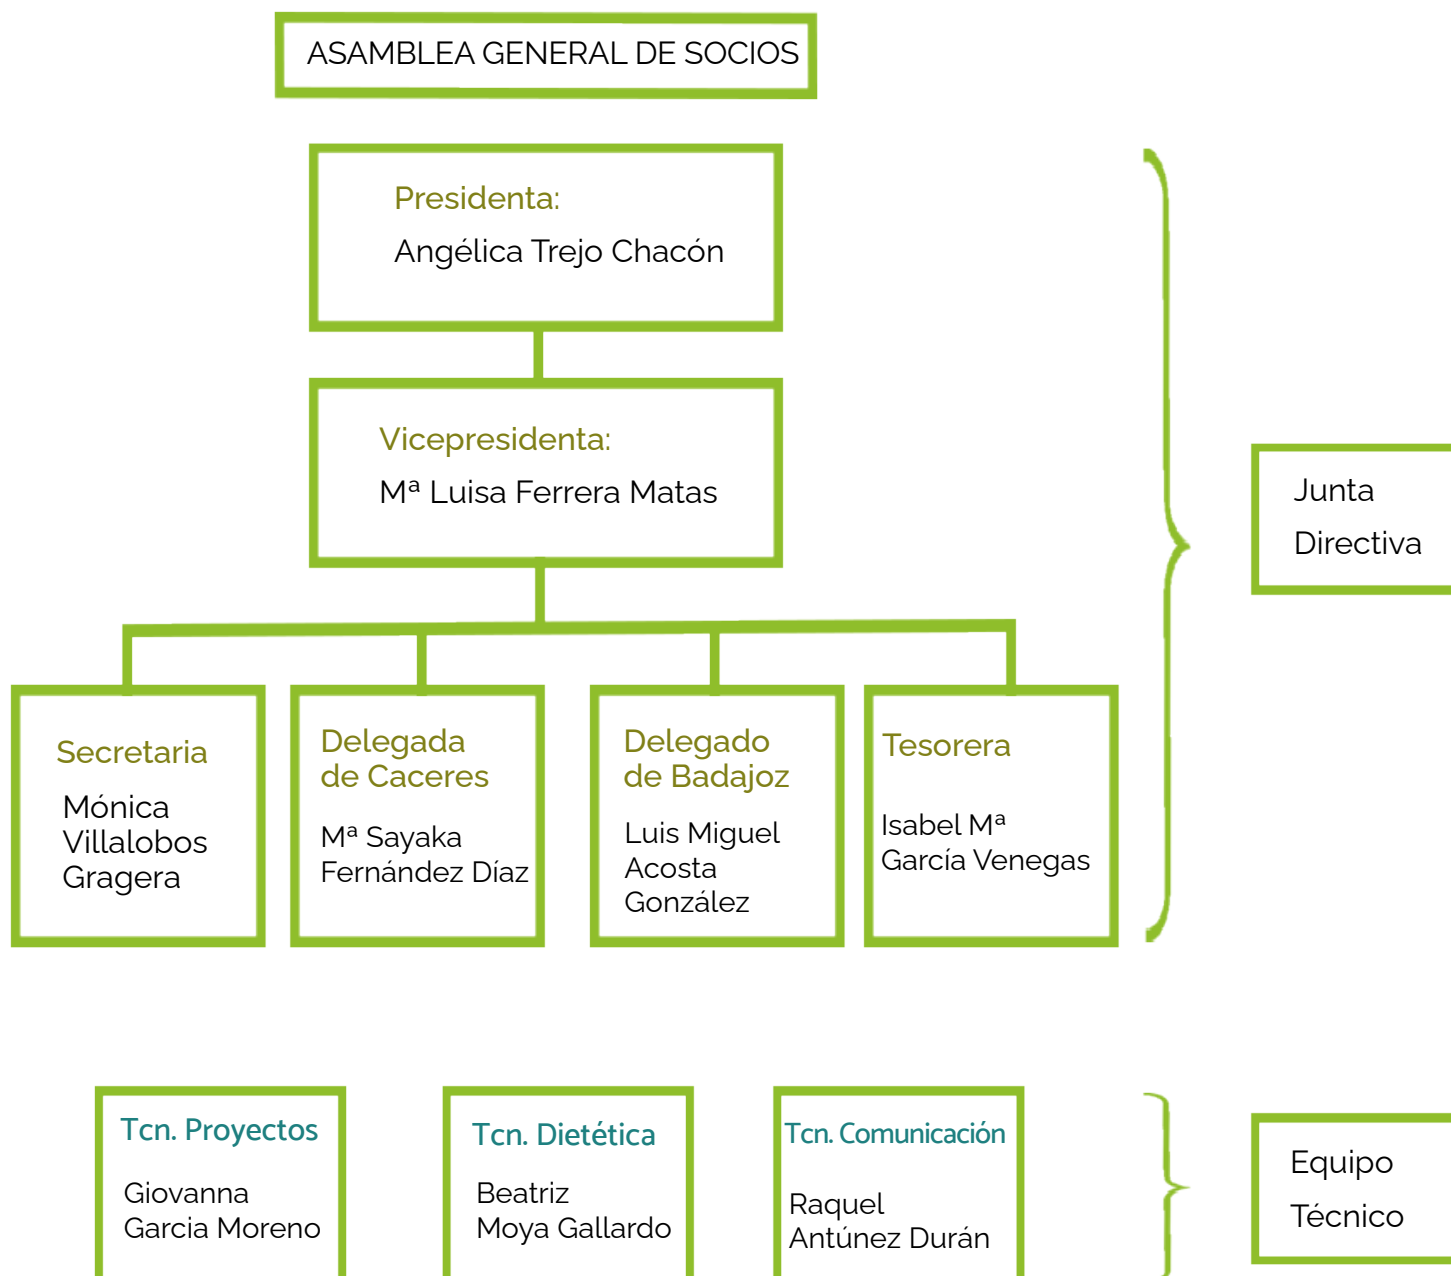 ASAMBLEA GENERAL DE SOCIOS
Presidenta:
Angélica Trejo Chacón
Vicepresidenta:
Mª Luisa Ferrera Matas
Junta
Directiva
Secretaria
Mónica
Villalobos
Gragera
Delegada
de Caceres
Mª Sayaka
Fernández Díaz
Delegado
de Badajoz
Luis Miguel
Acosta
González
Tesorera
Isabel Mª
García Venegas
Tcn. Proyectos
Giovanna
Garcia Moreno
Tcn. Dietética
Beatriz
Moya Gallardo
Tcn. Comunicación
Raquel
Antúnez Durán
Equipo
Técnico